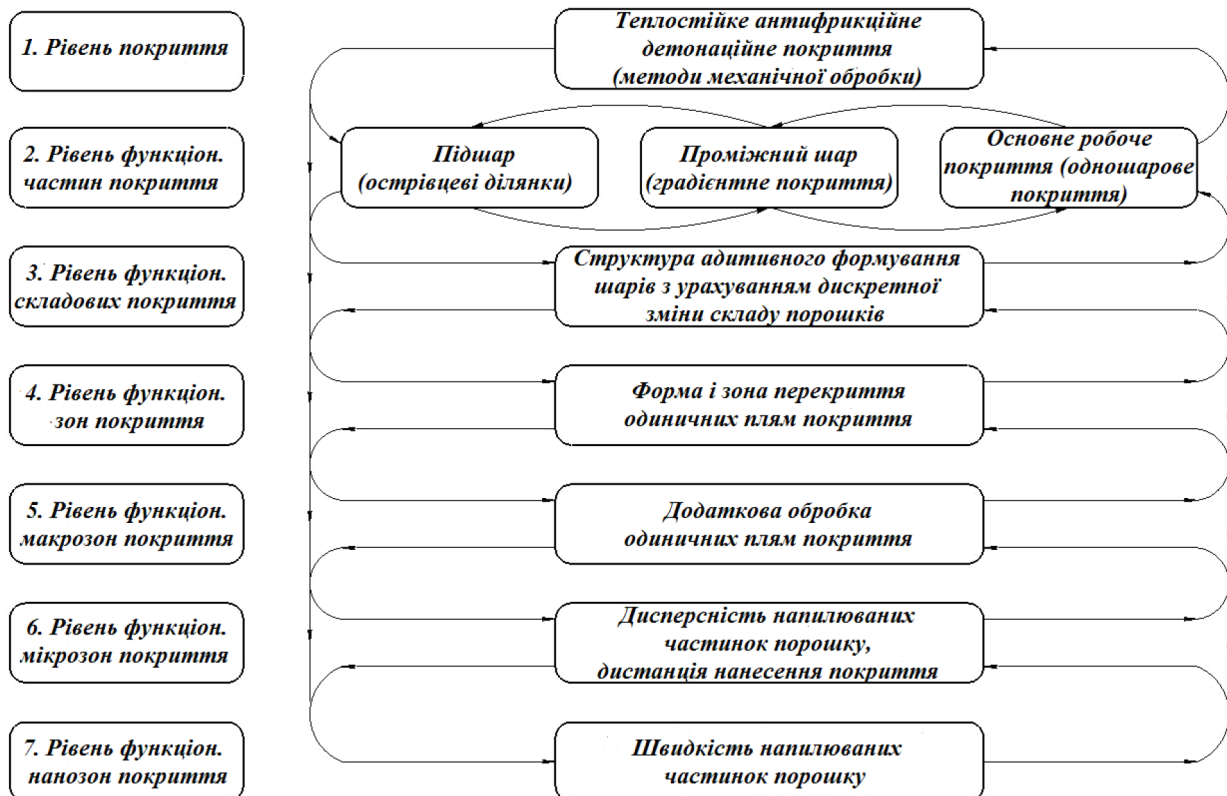 1. Рівень покриття
Теплостійке антифрикційне
детонаційне покриття
(методи механічної обробки)
2. Рівень функціон.
частин покриття
Підшар
(острівцеві ділянки)
Проміжний шар
(градієнтне покриття)
Основне робоче
покриття (одношарове
покриття)
3. Рівень функціон.
складових покриття
Структура адитивного формування
шарів з урахуванням дискретної
зміни складу порошків
4. Рівень функціон.
зон покриття
Форма і зона перекриття
одиничних плям покриття
5. Рівень функціон.
макрозон покриття
Додаткова обробка
одиничних плям покриття
6. Рівень функціон.
мікрозон покриття
Дисперсність напилюваних
частинок порошку,
дистанція нанесення покриття
7. Рівень функціон.
нанозон покриття
Швидкість напилюваних
частинок порошку